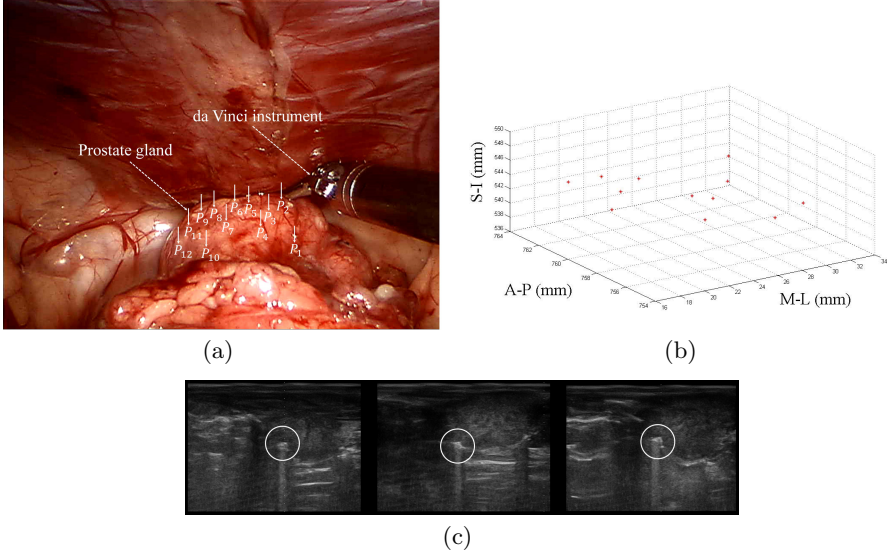 da Vinci instrument
Prostate gland
P2
P3
P5
P6
P8
P9
P7
P4
P11
P1
P12
P10
(a)
S-I (mm)
550
548
546
544
542
540
538
536
764
762
760
758
756
754
A-P (mm)
16
18
20
22
24
26
28
30
32
34
M-L (mm)
(b)
(c)